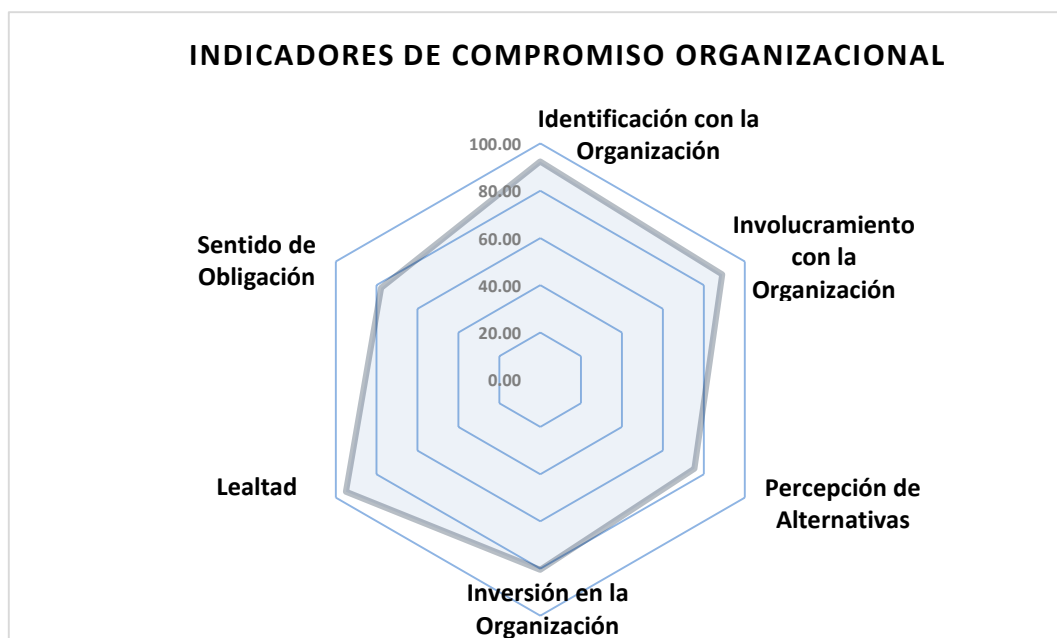 INDICADORES DE COMPROMISO ORGANIZACIONAL
Identificación con la
Organización
100.00
80.00
60.00
40.00
20.00
0.00
Involucramiento
con la
Organización
Percepción de
Alternativas
Inversión en la
Organización
Lealtad
Sentido de
Obligación